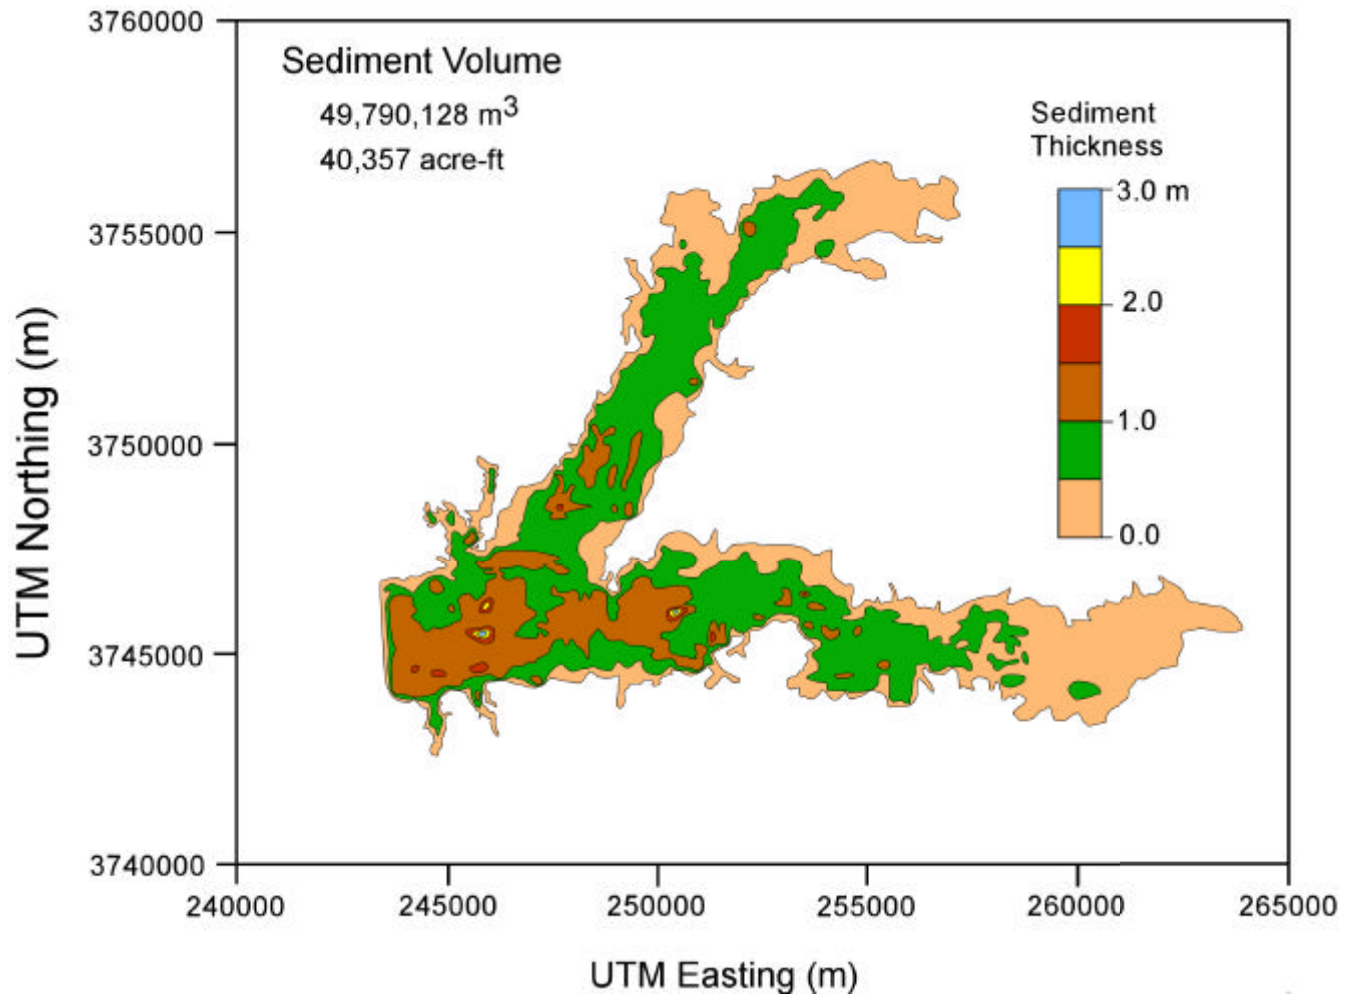 3760000
Sediment Volume
49,790,128 m3
40,357 acre-ft
Sediment
Thickness
3.0 m
2.0
1.0
0.0
3755000
3750000
3745000
3740000
UTM Northing (m)
240000 245000 250000 255000 260000 265000
UTM Easting (m)